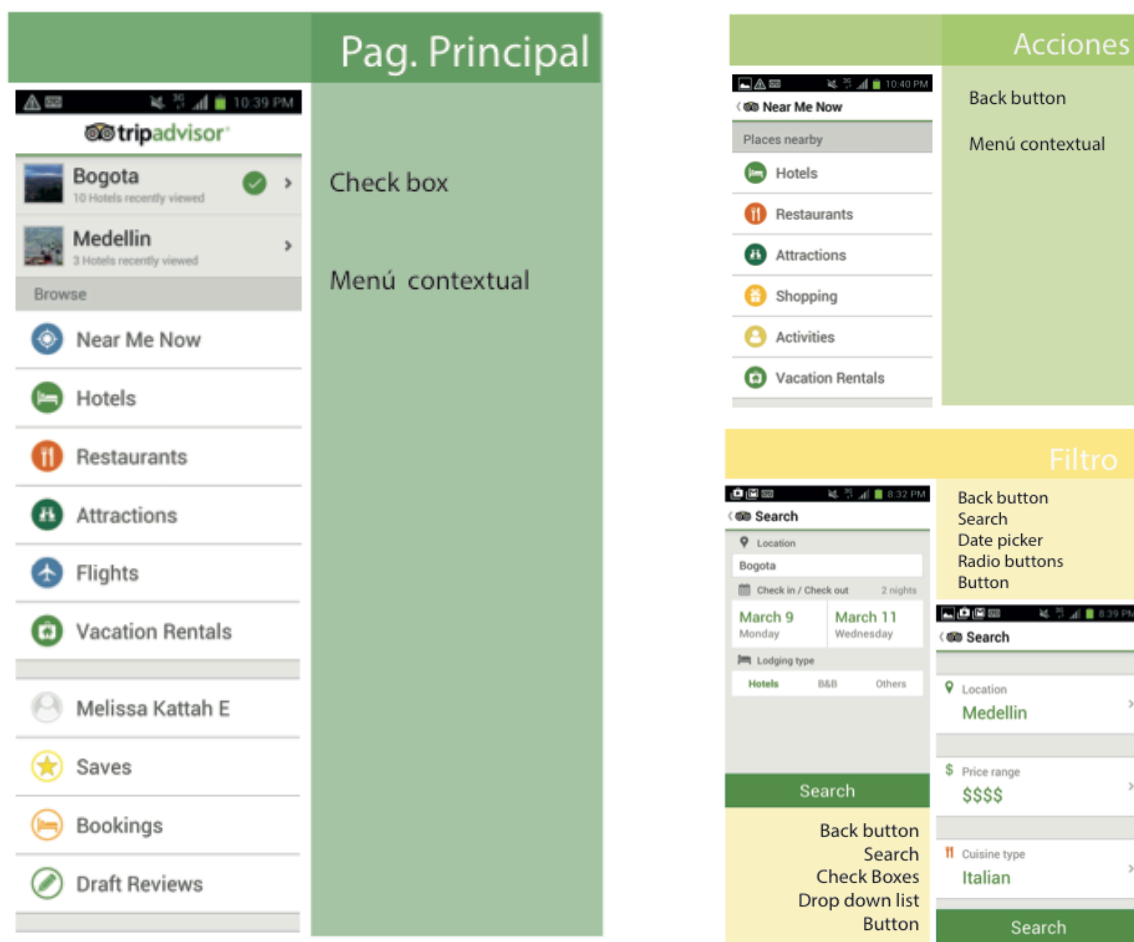 Pag. Principal
10:39 PM
tripadvisor
Bogota
10 Hotels recently viewed
Medellin
3 Hotels recently viewed
Browse
Near Me Now
Hotels
Restaurants
Attractions
Flights
Vacation Rentals
Melissa Kattah E
Saves
Bookings
Draft Reviews
Check box
Menú contextual
Acciones
10:40 PM
Near Me Now
Places nearby
Hotels
Restaurants
Attractions
Shopping
Activities
Vacation Rentals
Back button
Menú contextual
Filtro
8:32 PM
Search
Location
Bogota
Check in / Check out 2 nights
March 9 March 11
Monday Wednesday
Lodging type
Hotels B&B Others
Search
Back button
Search
Date picker
Radio buttons
Button
8:39 PM
Search
Location
Medellin
Price range
$$$$
Cuisine type
Italian
Search
Back button
Search
Check Boxes
Drop down list
Button